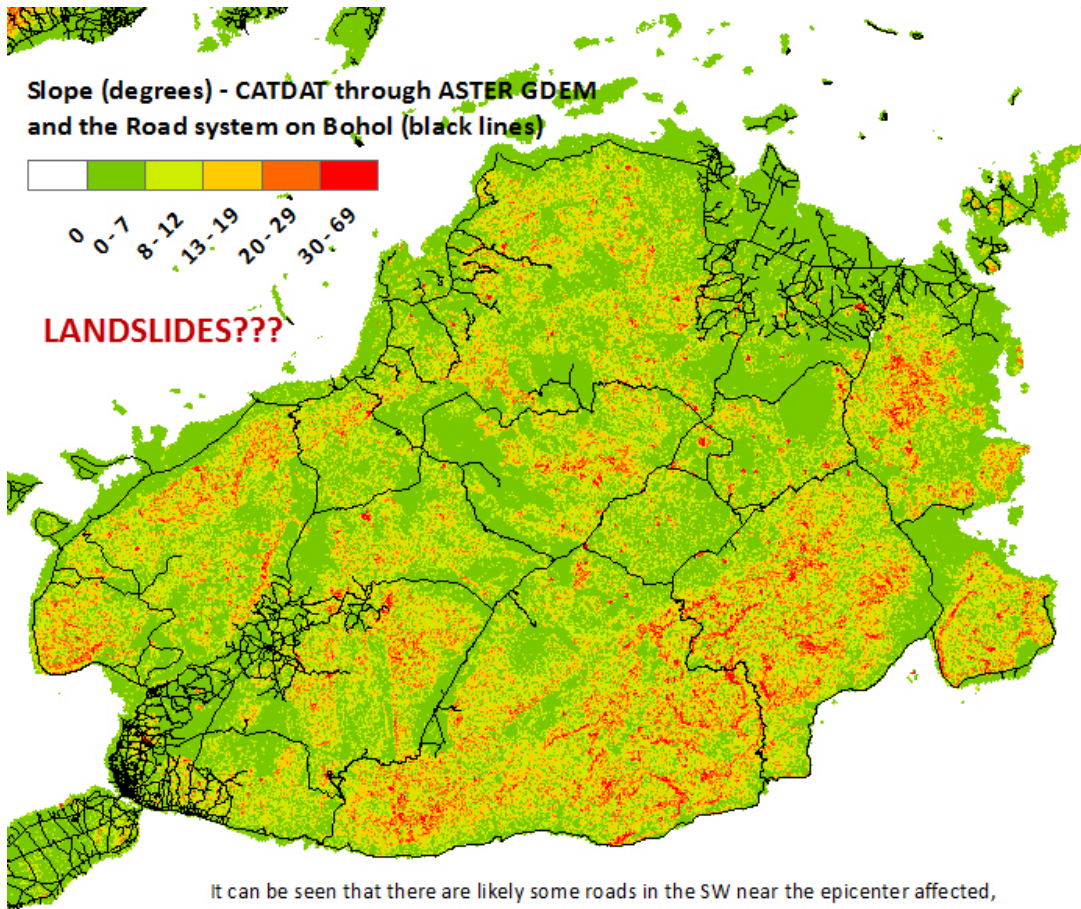 Slope (degrees) - CATDAT through ASTER GDEM
and the Road system on Bohol (black lines)
0
0 - 7
8 - 12
13 - 19
20 - 29
30 - 69
LANDSLIDES???
It can be seen that there are likely some roads in the SW near the epicenter affected,